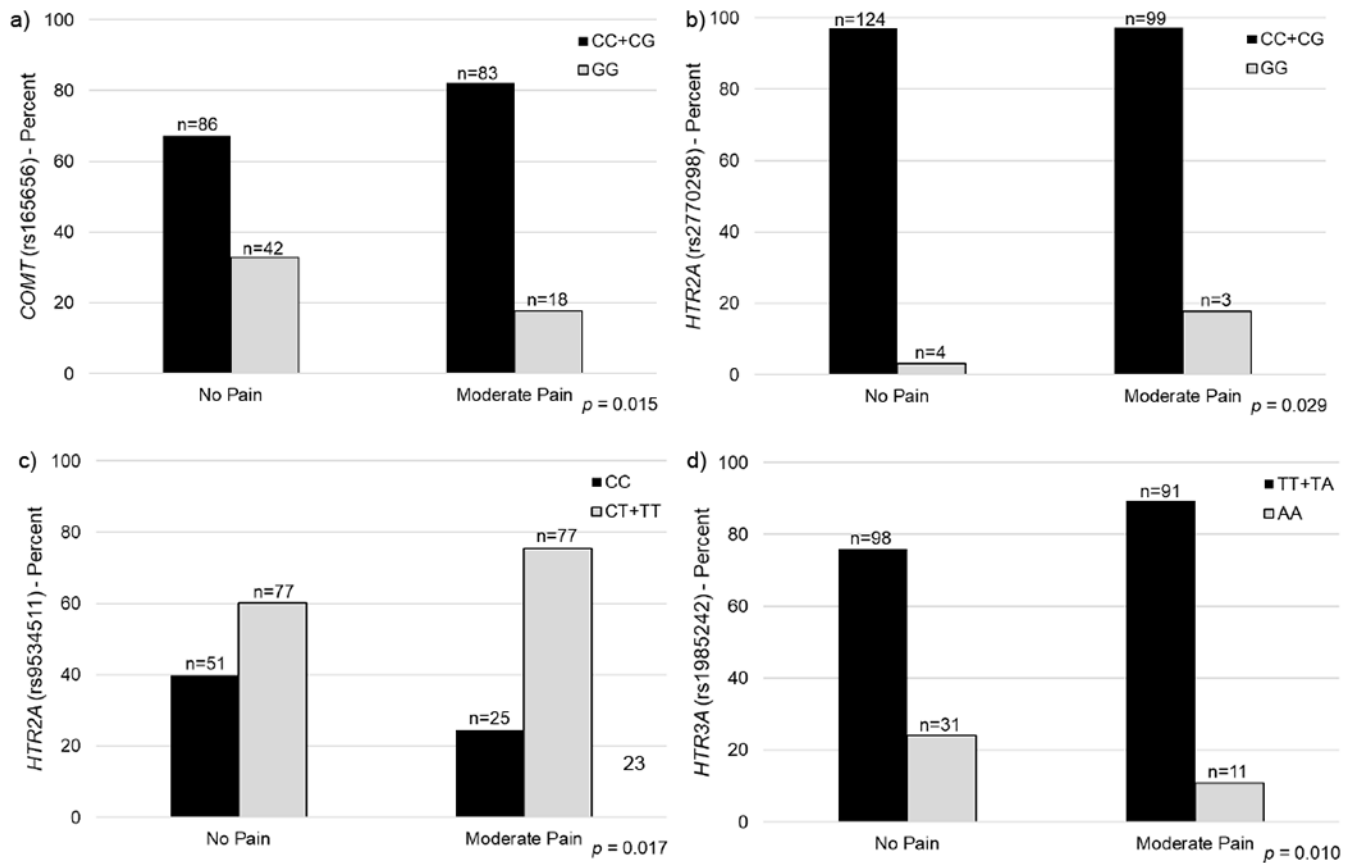 a)
100
80
60
40
20
0
COMT (rs165656) - Percent
CC+CG
GG
n=86
n=42
n=83
n=18
No Pain
Moderate Pain
p = 0.015
b)
100
80
60
40
20
0
HTR2A (rs2770298) - Percent
CC+CG
GG
n=124
n=4
n=99
n=3
No Pain
Moderate Pain
p = 0.029
c)
100
80
60
40
20
0
HTR2A (rs9534511) - Percent
CC
CT+TT
n=51
n=77
n=25
n=77
23
No Pain
Moderate Pain
p = 0.017
d)
100
80
60
40
20
0
HTR3A (rs1985242) - Percent
TT+TA
AA
n=98
n=31
n=91
n=11
No Pain
Moderate Pain
p = 0.010